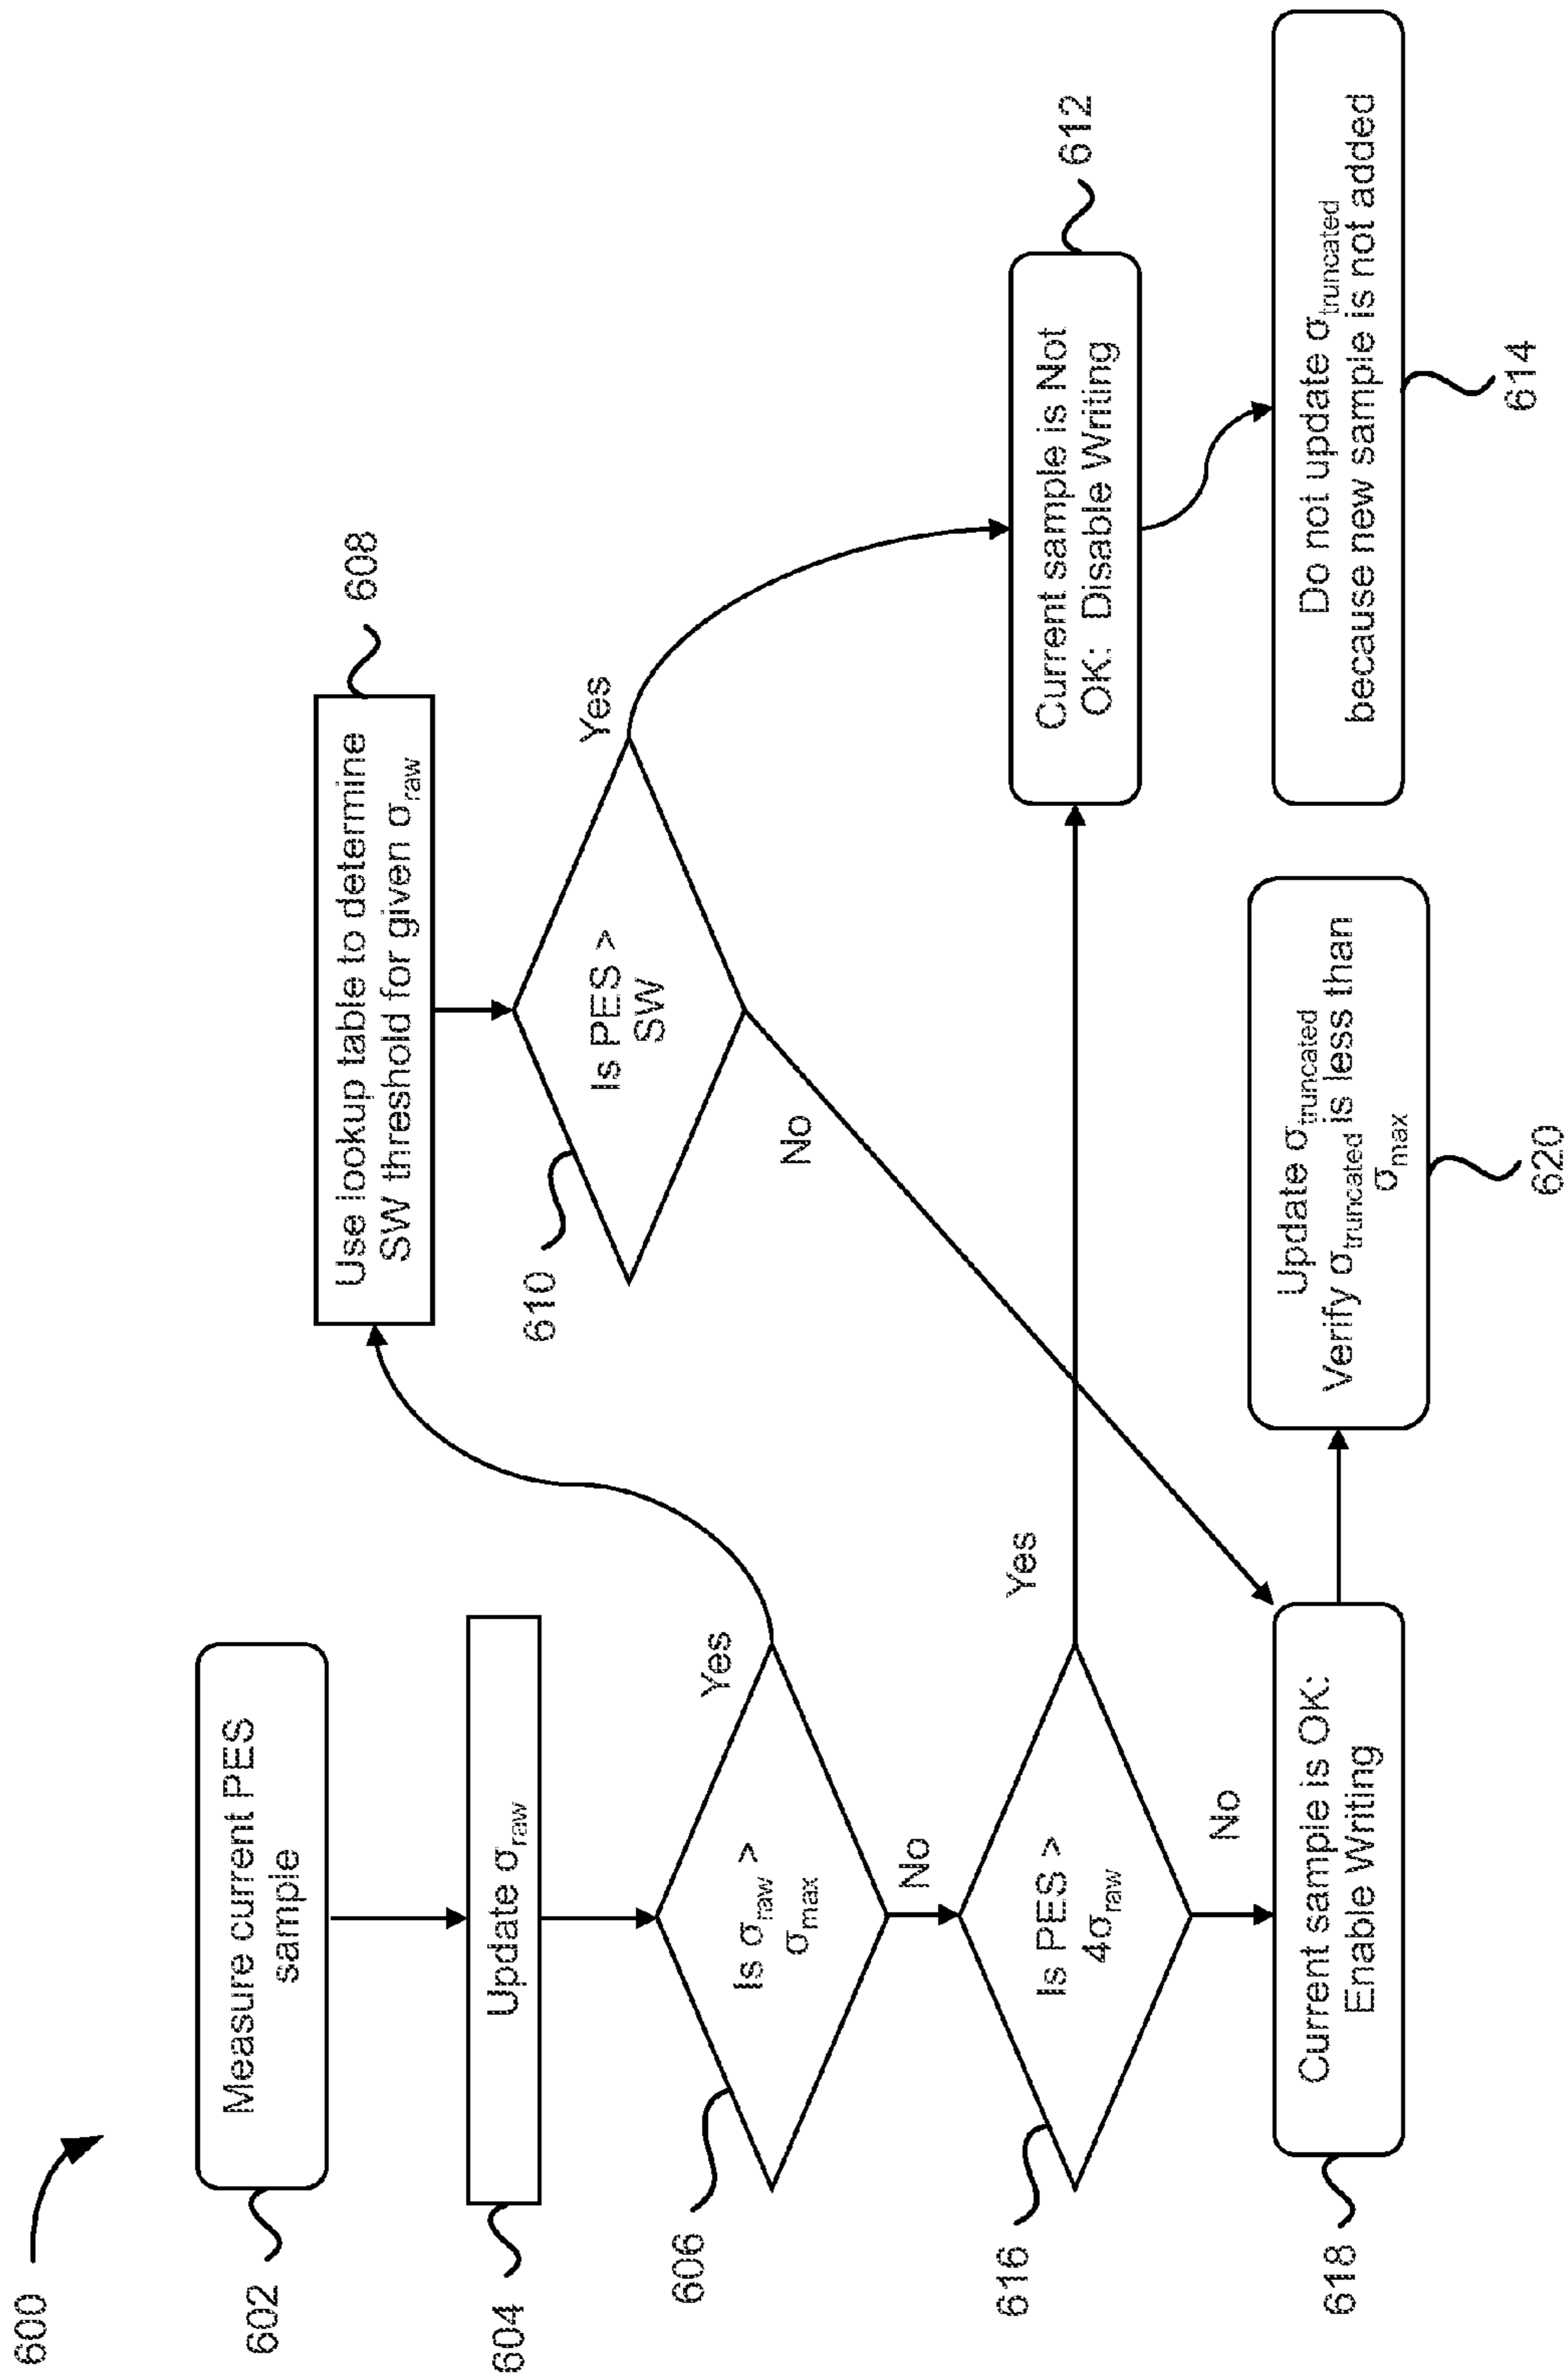 600
602
Measure current PES
sample
604
Update σraw
606
Is σraw >
σmax
Yes
No
608
Use lookup table to determine
SW threshold for given σraw
610
Is PES >
SW
Yes
No
616
Is PES >
4σraw
Yes
No
612
Current sample is Not
OK: Disable Writing
614
Do not update σtruncated
because new sample is not added
618
Current sample is OK:
Enable Writing
620
Update σtruncated
Verify σtruncated is less than
σmax